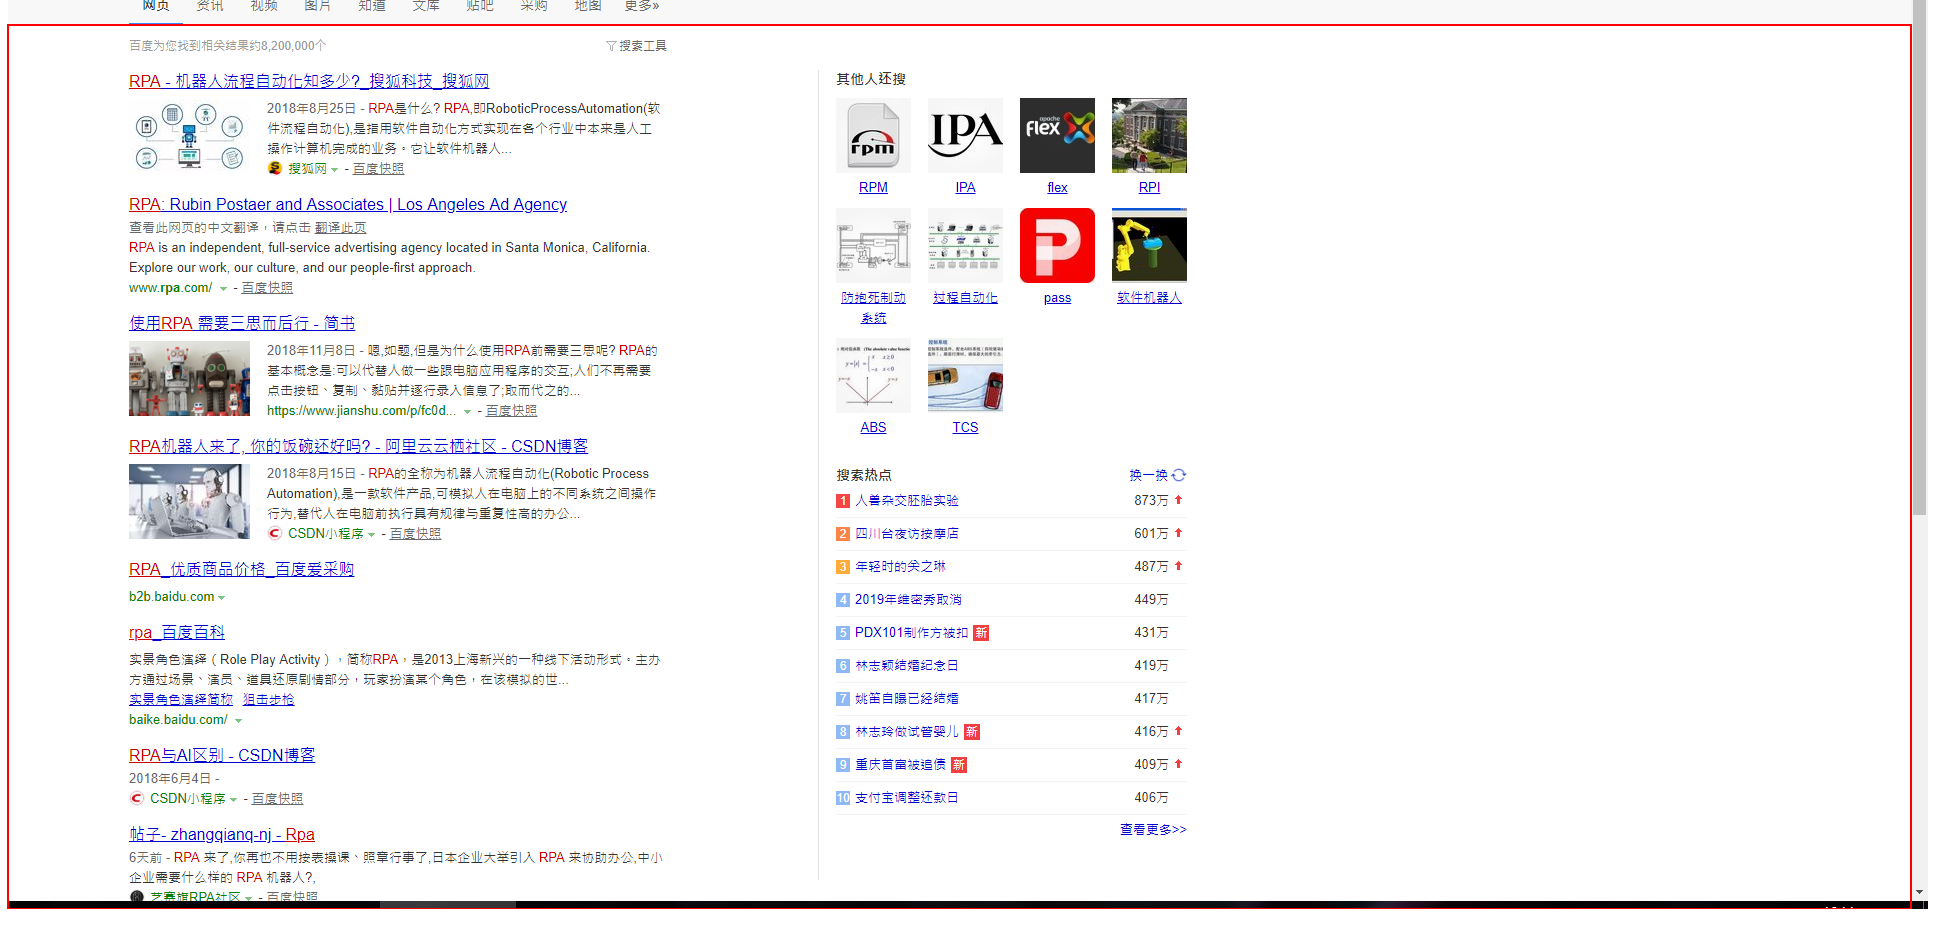 网页 资讯 视频 图片 知道 文库 贴吧 采购 地图 更多»
百度为您找到相关结果约8,200,000个
搜索工具
RPA - 机器人流程自动化知多少?_搜狐科技_搜狐网
2018年8月25日 - RPA是什么? RPA,即RoboticProcessAutomation(软
件流程自动化),是指用软件自动化方式实现在各个行业中本来是人工
操作计算机完成的业务。它让软件机器人...
搜狐网 - 百度快照
RPA: Rubin Postaer and Associates | Los Angeles Ad Agency
查看此网页的中文翻译，请点击 翻译此页
RPA is an independent, full-service advertising agency located in Santa Monica, California.
Explore our work, our culture, and our people-first approach.
www.rpa.com/ - 百度快照
使用RPA 需要三思而后行 - 简书
2018年11月8日 - 嗯,如题,但是为什么使用RPA前需要三思呢? RPA的
基本概念是:可以代替人做一些跟电脑应用程序的交互;人们不再需要
点击按钮、复制、黏贴并逐行录入信息了;取而代之的...
https://www.jianshu.com/p/fc0d... - 百度快照
RPA机器人来了, 你的饭碗还好吗? - 阿里云云栖社区 - CSDN博客
2018年8月15日 - RPA的全称为机器人流程自动化(Robotic Process
Automation),是一款软件产品,可模拟人在电脑上的不同系统之间操作
行为,替代人在电脑前执行具有规律与重复性高的办公...
CSDN小程序 - 百度快照
RPA_优质商品价格_百度爱采购
b2b.baidu.com
rpa_百度百科
实景角色演绎（Role Play Activity），简称RPA，是2013上海新兴的一种线下活动形式。主办
方通过场景、演员、道具还原剧情部分，玩家扮演某个角色，在该模拟的世...
实景角色演绎简称 狙击步枪
baike.baidu.com/
RPA与AI区别 - CSDN博客
2018年6月4日 -
CSDN小程序 - 百度快照
帖子- zhangqianq-nj - Rpa
6天前 - RPA 来了,你再也不用按表操课、照章行事了,日本企业大举引入 RPA 来协助办公,中小
企业需要什么样的 RPA 机器人?,
艺赛旗RPA社区 - 百度快照
其他人还搜
rpm
IPA
apache
flex
RPM IPA flex RPI
防抱死制动
系统
过程自动化 pass 软件机器人
ABS TCS
搜索热点 换一换
1 人兽杂交胚胎实验 873万
2 四川台夜访按摩店 601万
3 年轻时的关之琳 487万
4 2019年维密秀取消 449万
5 PDX101制作方被扣 新 431万
6 林志颖结婚纪念日 419万
7 姚笛自曝已经结婚 417万
8 林志玲做试管婴儿 新 416万
9 重庆首富被追债 新 409万
10 支付宝调整还款日 406万
查看更多>>